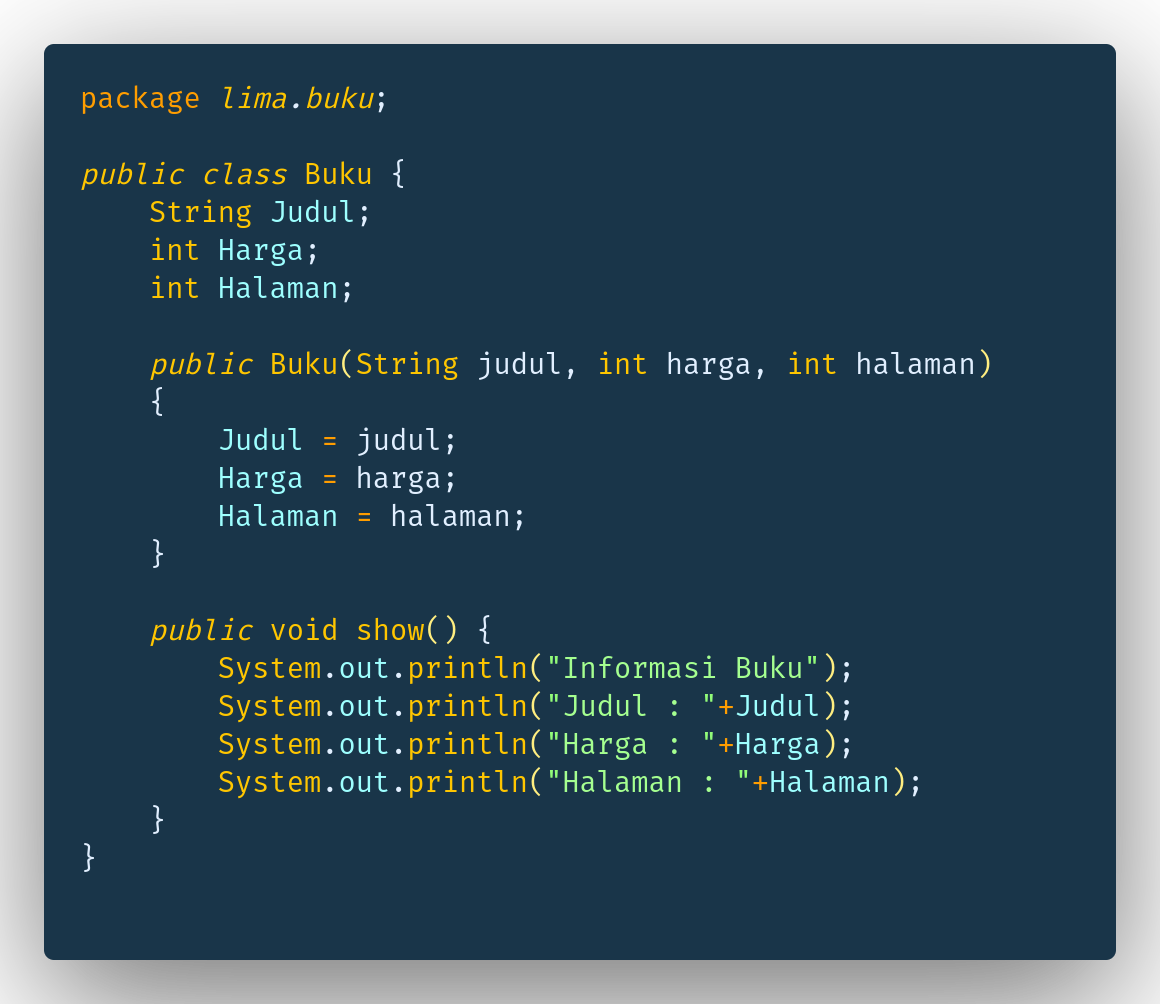 package lima.buku;
public class Buku {
    String Judul;
    int Harga;
    int Halaman;
    public Buku(String judul, int harga, int halaman)
    {
        Judul = judul;
        Harga = harga;
        Halaman = halaman;
    }
    public void show() {
        System.out.println("Informasi Buku");
        System.out.println("Judul : "+Judul);
        System.out.println("Harga : "+Harga);
        System.out.println("Halaman : "+Halaman);
    }
}